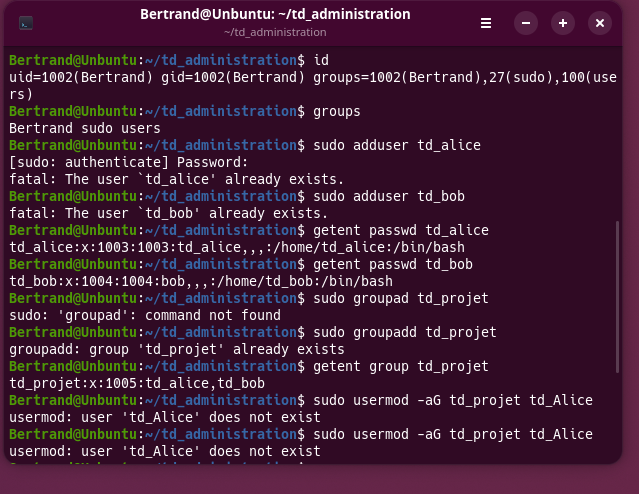 Bertrand@Unbuntu: ~/td_administration
~/td_administration
Bertrand@Unbuntu:~/td_administration$ id
uid=1002(Bertrand) gid=1002(Bertrand) groups=1002(Bertrand),27(sudo),100(use
rs)
Bertrand@Unbuntu:~/td_administration$ groups
Bertrand sudo users
Bertrand@Unbuntu:~/td_administration$ sudo adduser td_alice
[sudo: authenticate] Password:
fatal: The user `td_alice' already exists.
Bertrand@Unbuntu:~/td_administration$ sudo adduser td_bob
fatal: The user `td_bob' already exists.
Bertrand@Unbuntu:~/td_administration$ getent passwd td_alice
td_alice:x:1003:1003:td_alice,,,:/home/td_alice:/bin/bash
Bertrand@Unbuntu:~/td_administration$ getent passwd td_bob
td_bob:x:1004:1004:bob,,,:/home/td_bob:/bin/bash
Bertrand@Unbuntu:~/td_administration$ sudo groupad td_projet
sudo: 'groupad': command not found
Bertrand@Unbuntu:~/td_administration$ sudo groupadd td_projet
groupadd: group 'td_projet' already exists
Bertrand@Unbuntu:~/td_administration$ getent group td_projet
td_projet:x:1005:td_alice,td_bob
Bertrand@Unbuntu:~/td_administration$ sudo usermod -aG td_projet td_Alice
usermod: user 'td_Alice' does not exist
Bertrand@Unbuntu:~/td_administration$ sudo usermod -aG td_projet td_Alice
usermod: user 'td_Alice' does not exist